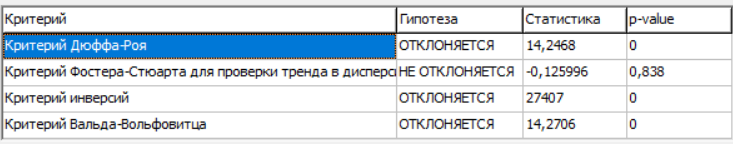 Критерий Гипотеза Статистика p-value
Критерий Дюффа-Роя ОТКЛОНЯЕТСЯ 14,2468 0
Критерий Фостера-Стюарта для проверки тренда в дисперси НЕ ОТКЛОНЯЕТСЯ -0,125996 0,838
Критерий инверсий ОТКЛОНЯЕТСЯ 27407 0
Критерий Вальда-Вольфовитца ОТКЛОНЯЕТСЯ 14,2706 0